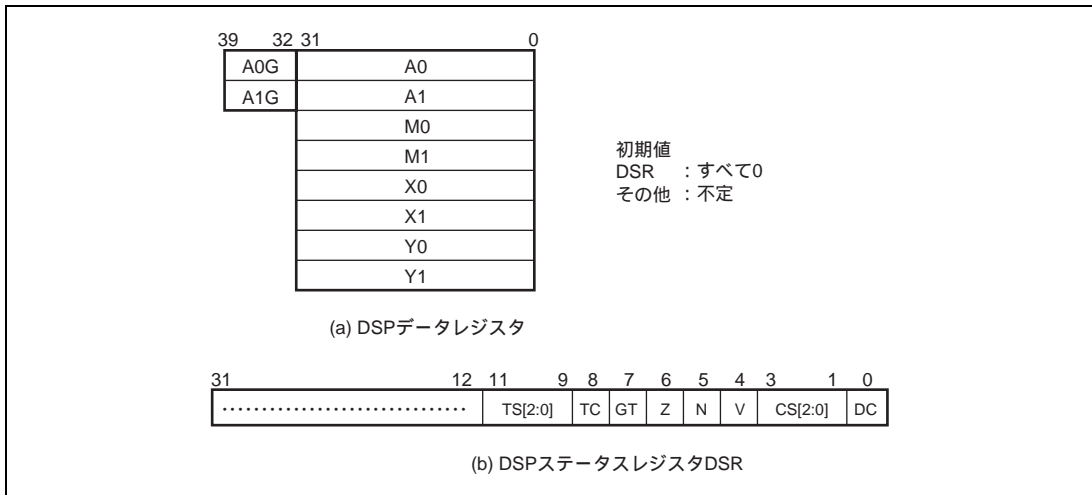 39 32 31 0
A0G A0
A1G A1
M0
M1
X0
X1
Y0
Y1
初期値
DSR :すべて0
その他 :不定
(a) DSPデータレジスタ
31 12 11 9 8 7 6 5 4 3 1 0
······························ TS[2:0] TC GT Z N V CS[2:0] DC
(b) DSPステータスレジスタDSR